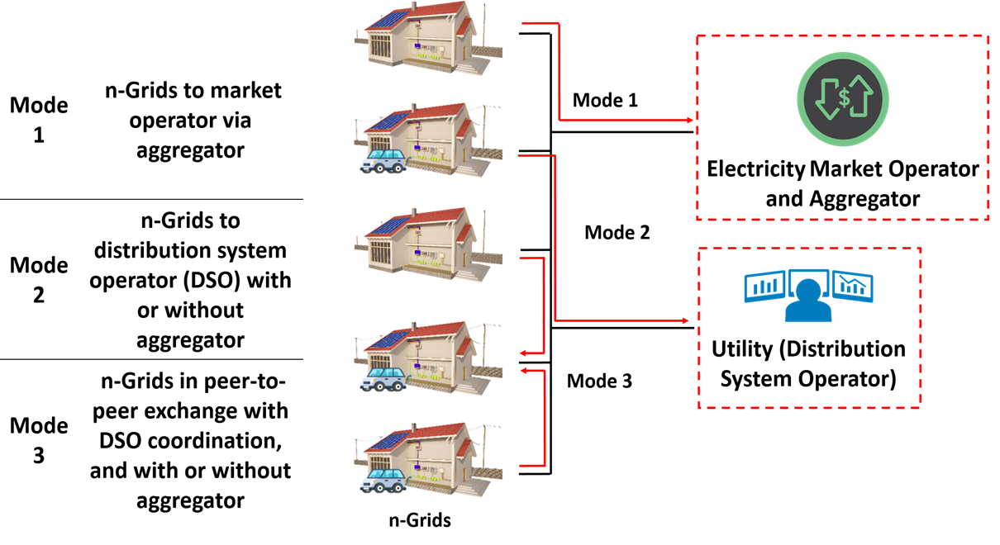 Mode
1
n-Grids to market
operator via
aggregator
Mode
2
n-Grids to
distribution system
operator (DSO) with
or without
aggregator
Mode
3
n-Grids in peer-to-
peer exchange with
DSO coordination,
and with or without
aggregator
n-Grids
Mode 1
Mode 2
Mode 3
$
Electricity Market Operator
and Aggregator
Utility (Distribution
System Operator)